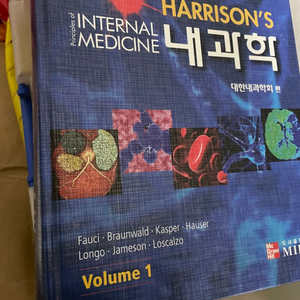 HARRISON'S
Principles of
INTERNAL
MEDICINE
내과학
대한내과학회 편
Fauci · Braunwald · Kasper · Hauser
Longo · Jameson · Loscalzo
Volume 1
Mc
Graw
Hill